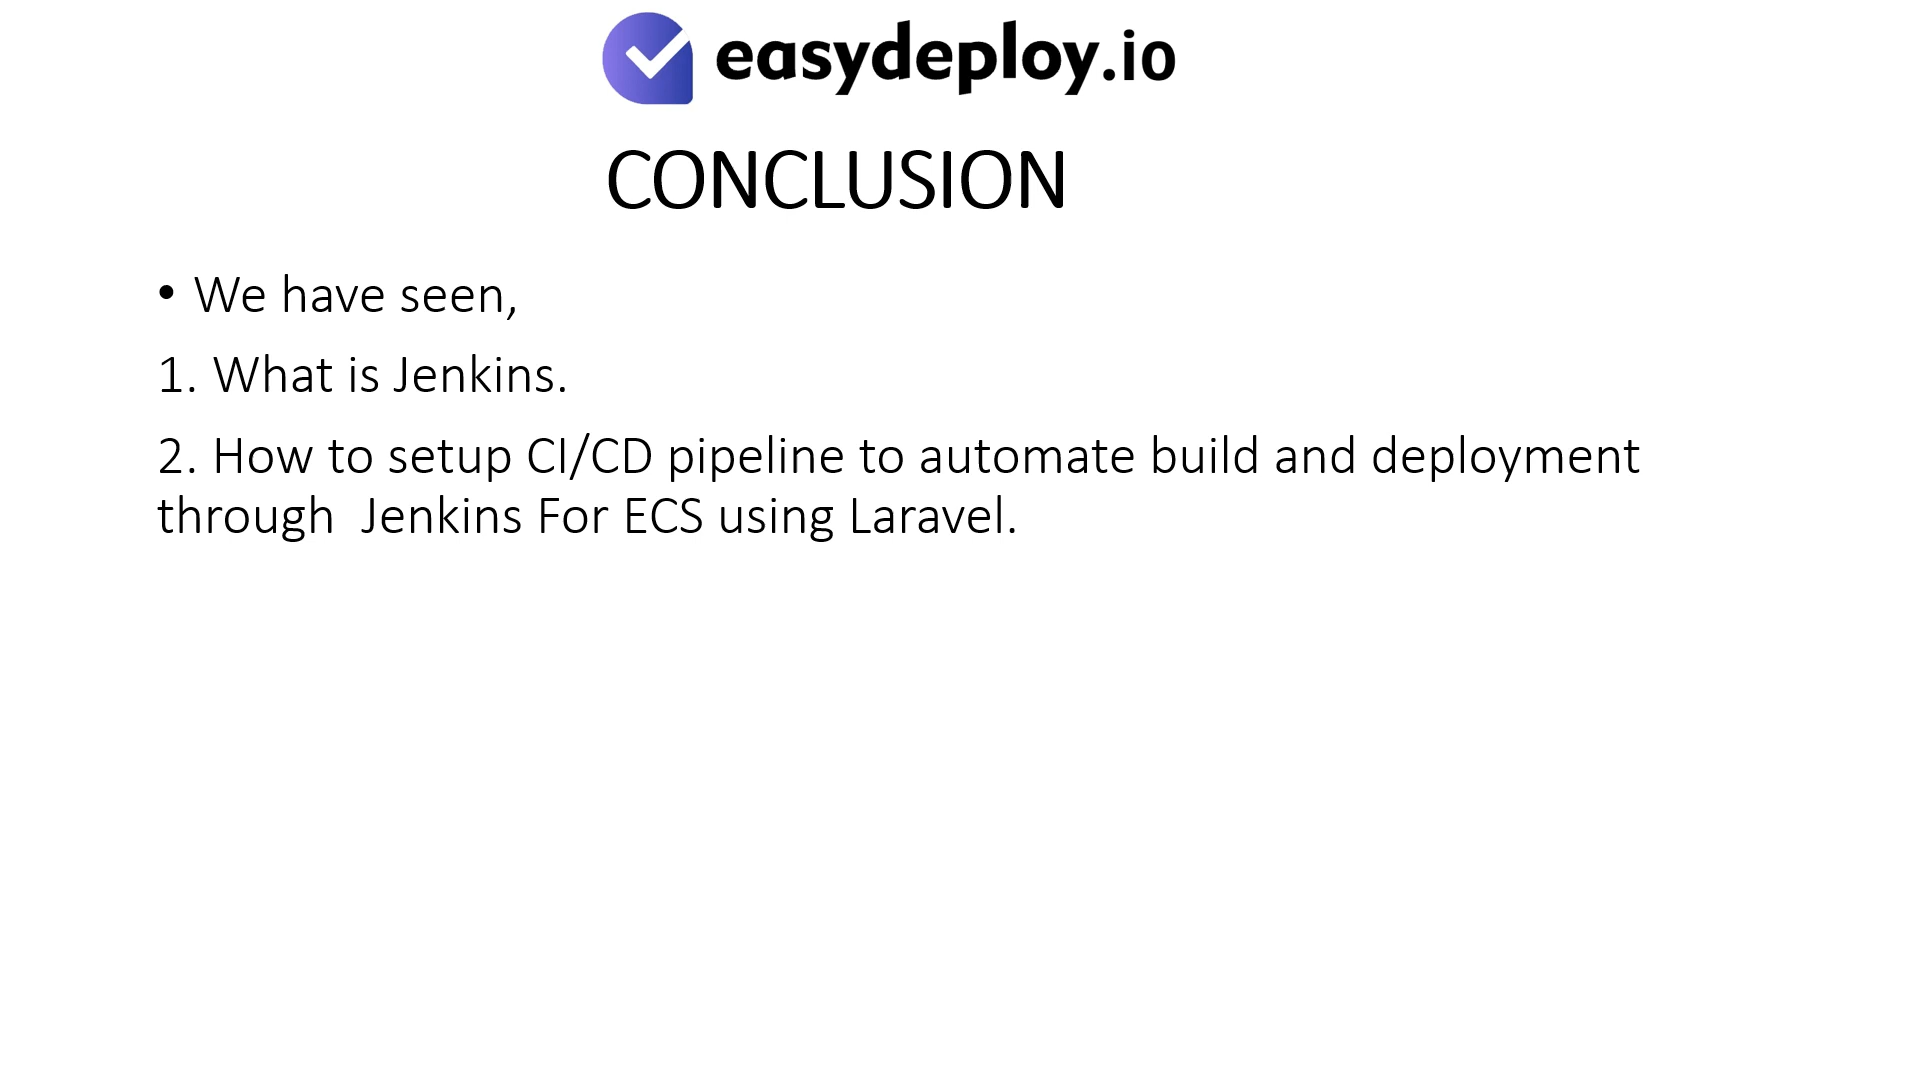 easydeploy.io
CONCLUSION
• We have seen,
1. What is Jenkins.
2. How to setup CI/CD pipeline to automate build and deployment
through  Jenkins For ECS using Laravel.